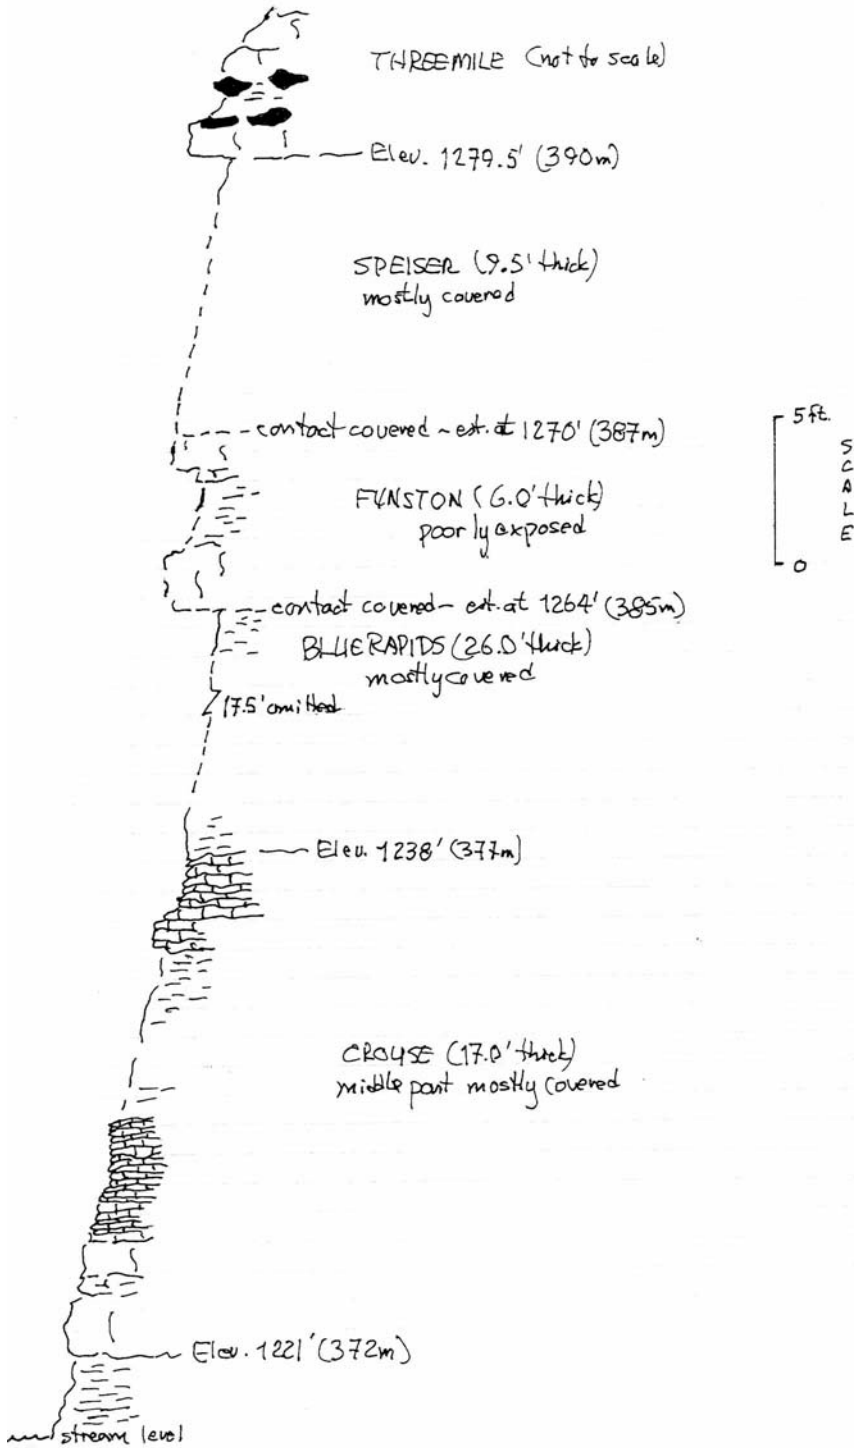 THREEMILE (not to scale)
Elev. 1279.5' (390m)
SPEISER (9.5' thick)
mostly covered
contact covered ~ est. at 1270' (387m)
5ft.
SCALE
0
FUNSTON (6.0' thick)
poorly exposed
contact covered ~ est. at 1264' (385m)
BLUE RAPIDS (26.0' thick)
mostly covered
17.5' omitted
Elev. 1238' (377m)
CROUSE (17.0' thick)
middle part mostly covered
Elev. 1221' (372m)
stream level